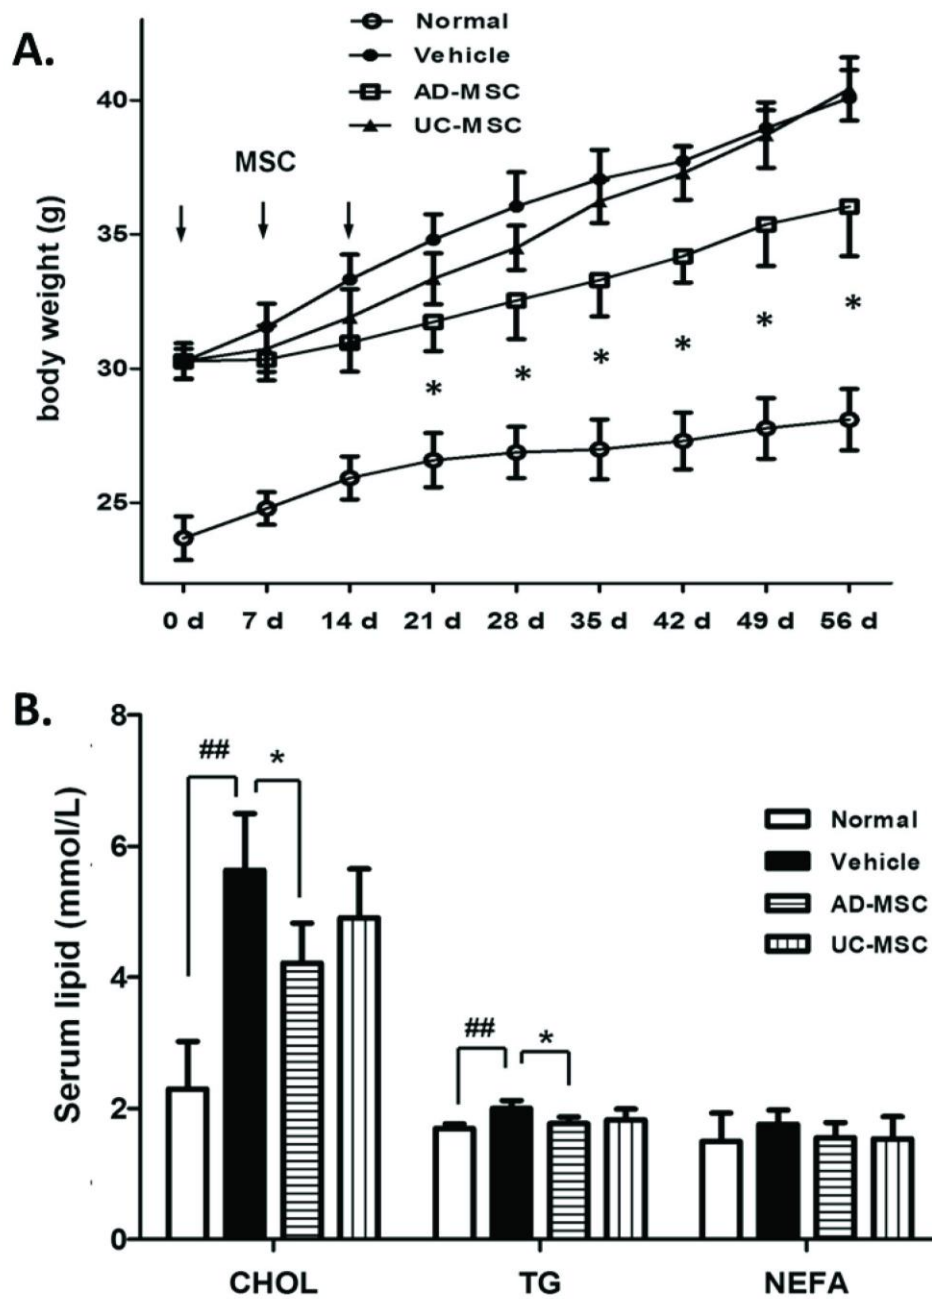 A.
Normal
Vehicle
AD-MSC
UC-MSC
MSC
body weight (g)
40
35
30
25
* * * * * *
0 d 7 d 14 d 21 d 28 d 35 d 42 d 49 d 56 d
B.
Serum lipid (mmol/L)
8
6
4
2
0
## *
## *
Normal
Vehicle
AD-MSC
UC-MSC
CHOL TG NEFA